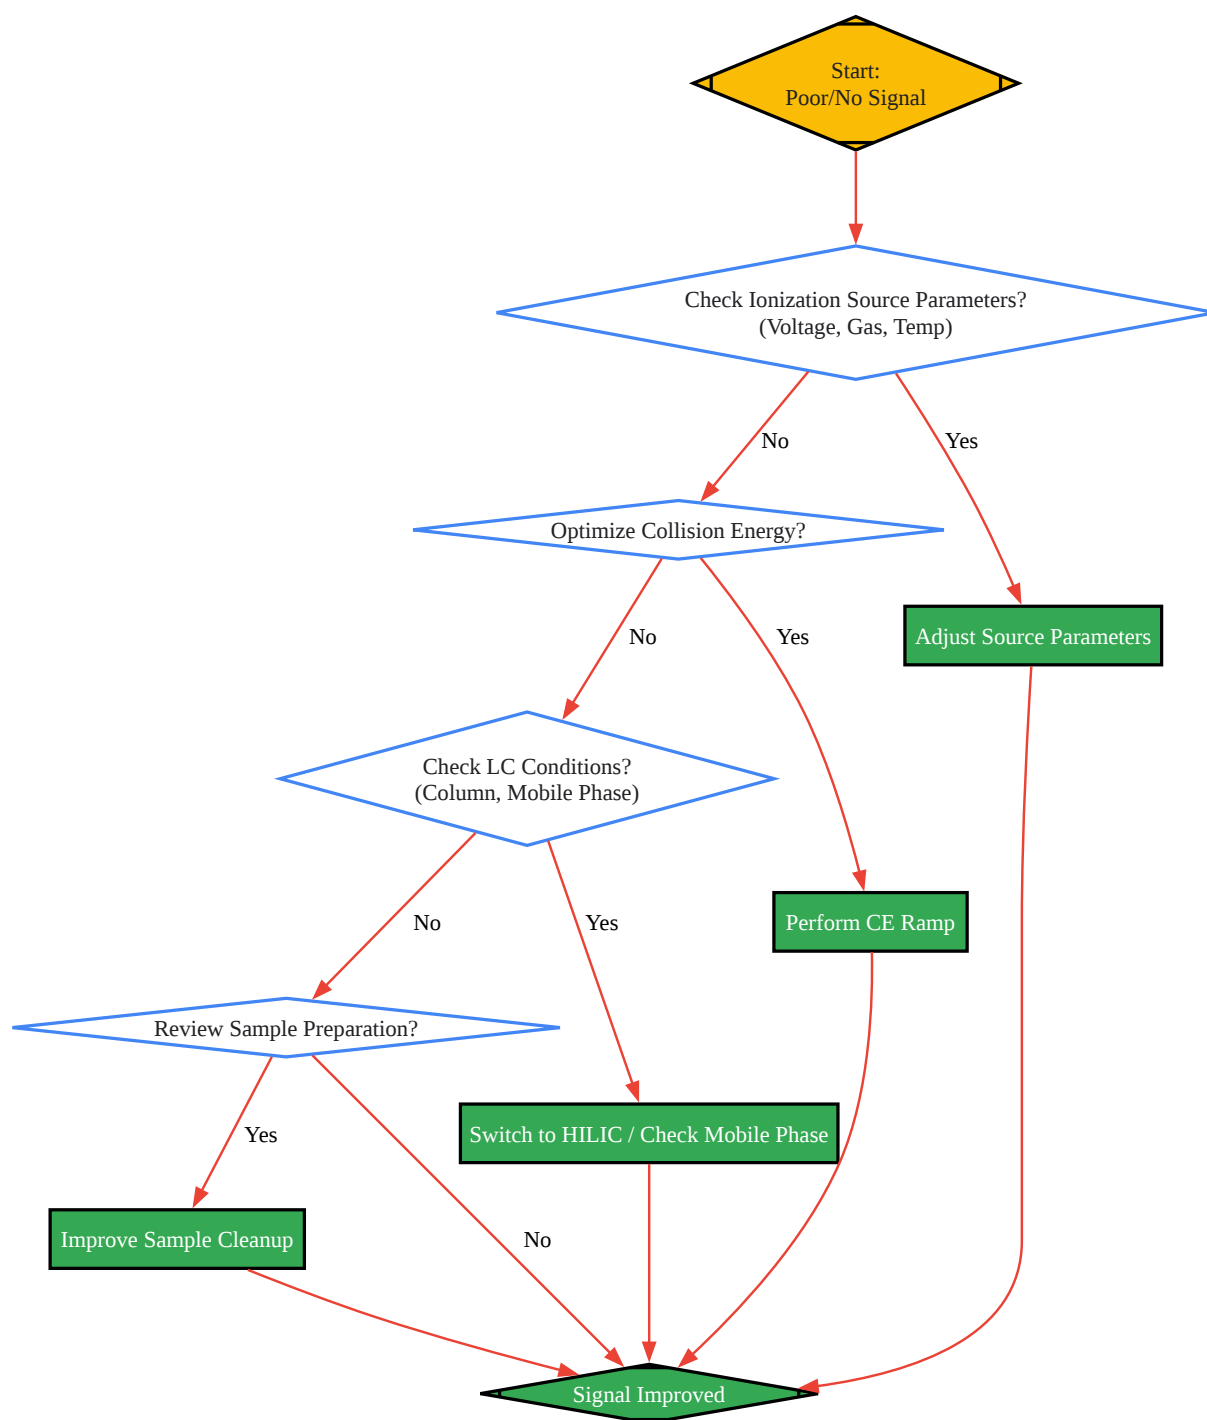 Start:
Poor/No Signal
Check Ionization Source Parameters?
(Voltage, Gas, Temp)
No
Yes
Optimize Collision Energy?
No
Yes
Adjust Source Parameters
Check LC Conditions?
(Column, Mobile Phase)
No
Yes
Perform CE Ramp
Review Sample Preparation?
Yes
Switch to HILIC / Check Mobile Phase
Improve Sample Cleanup
No
Signal Improved